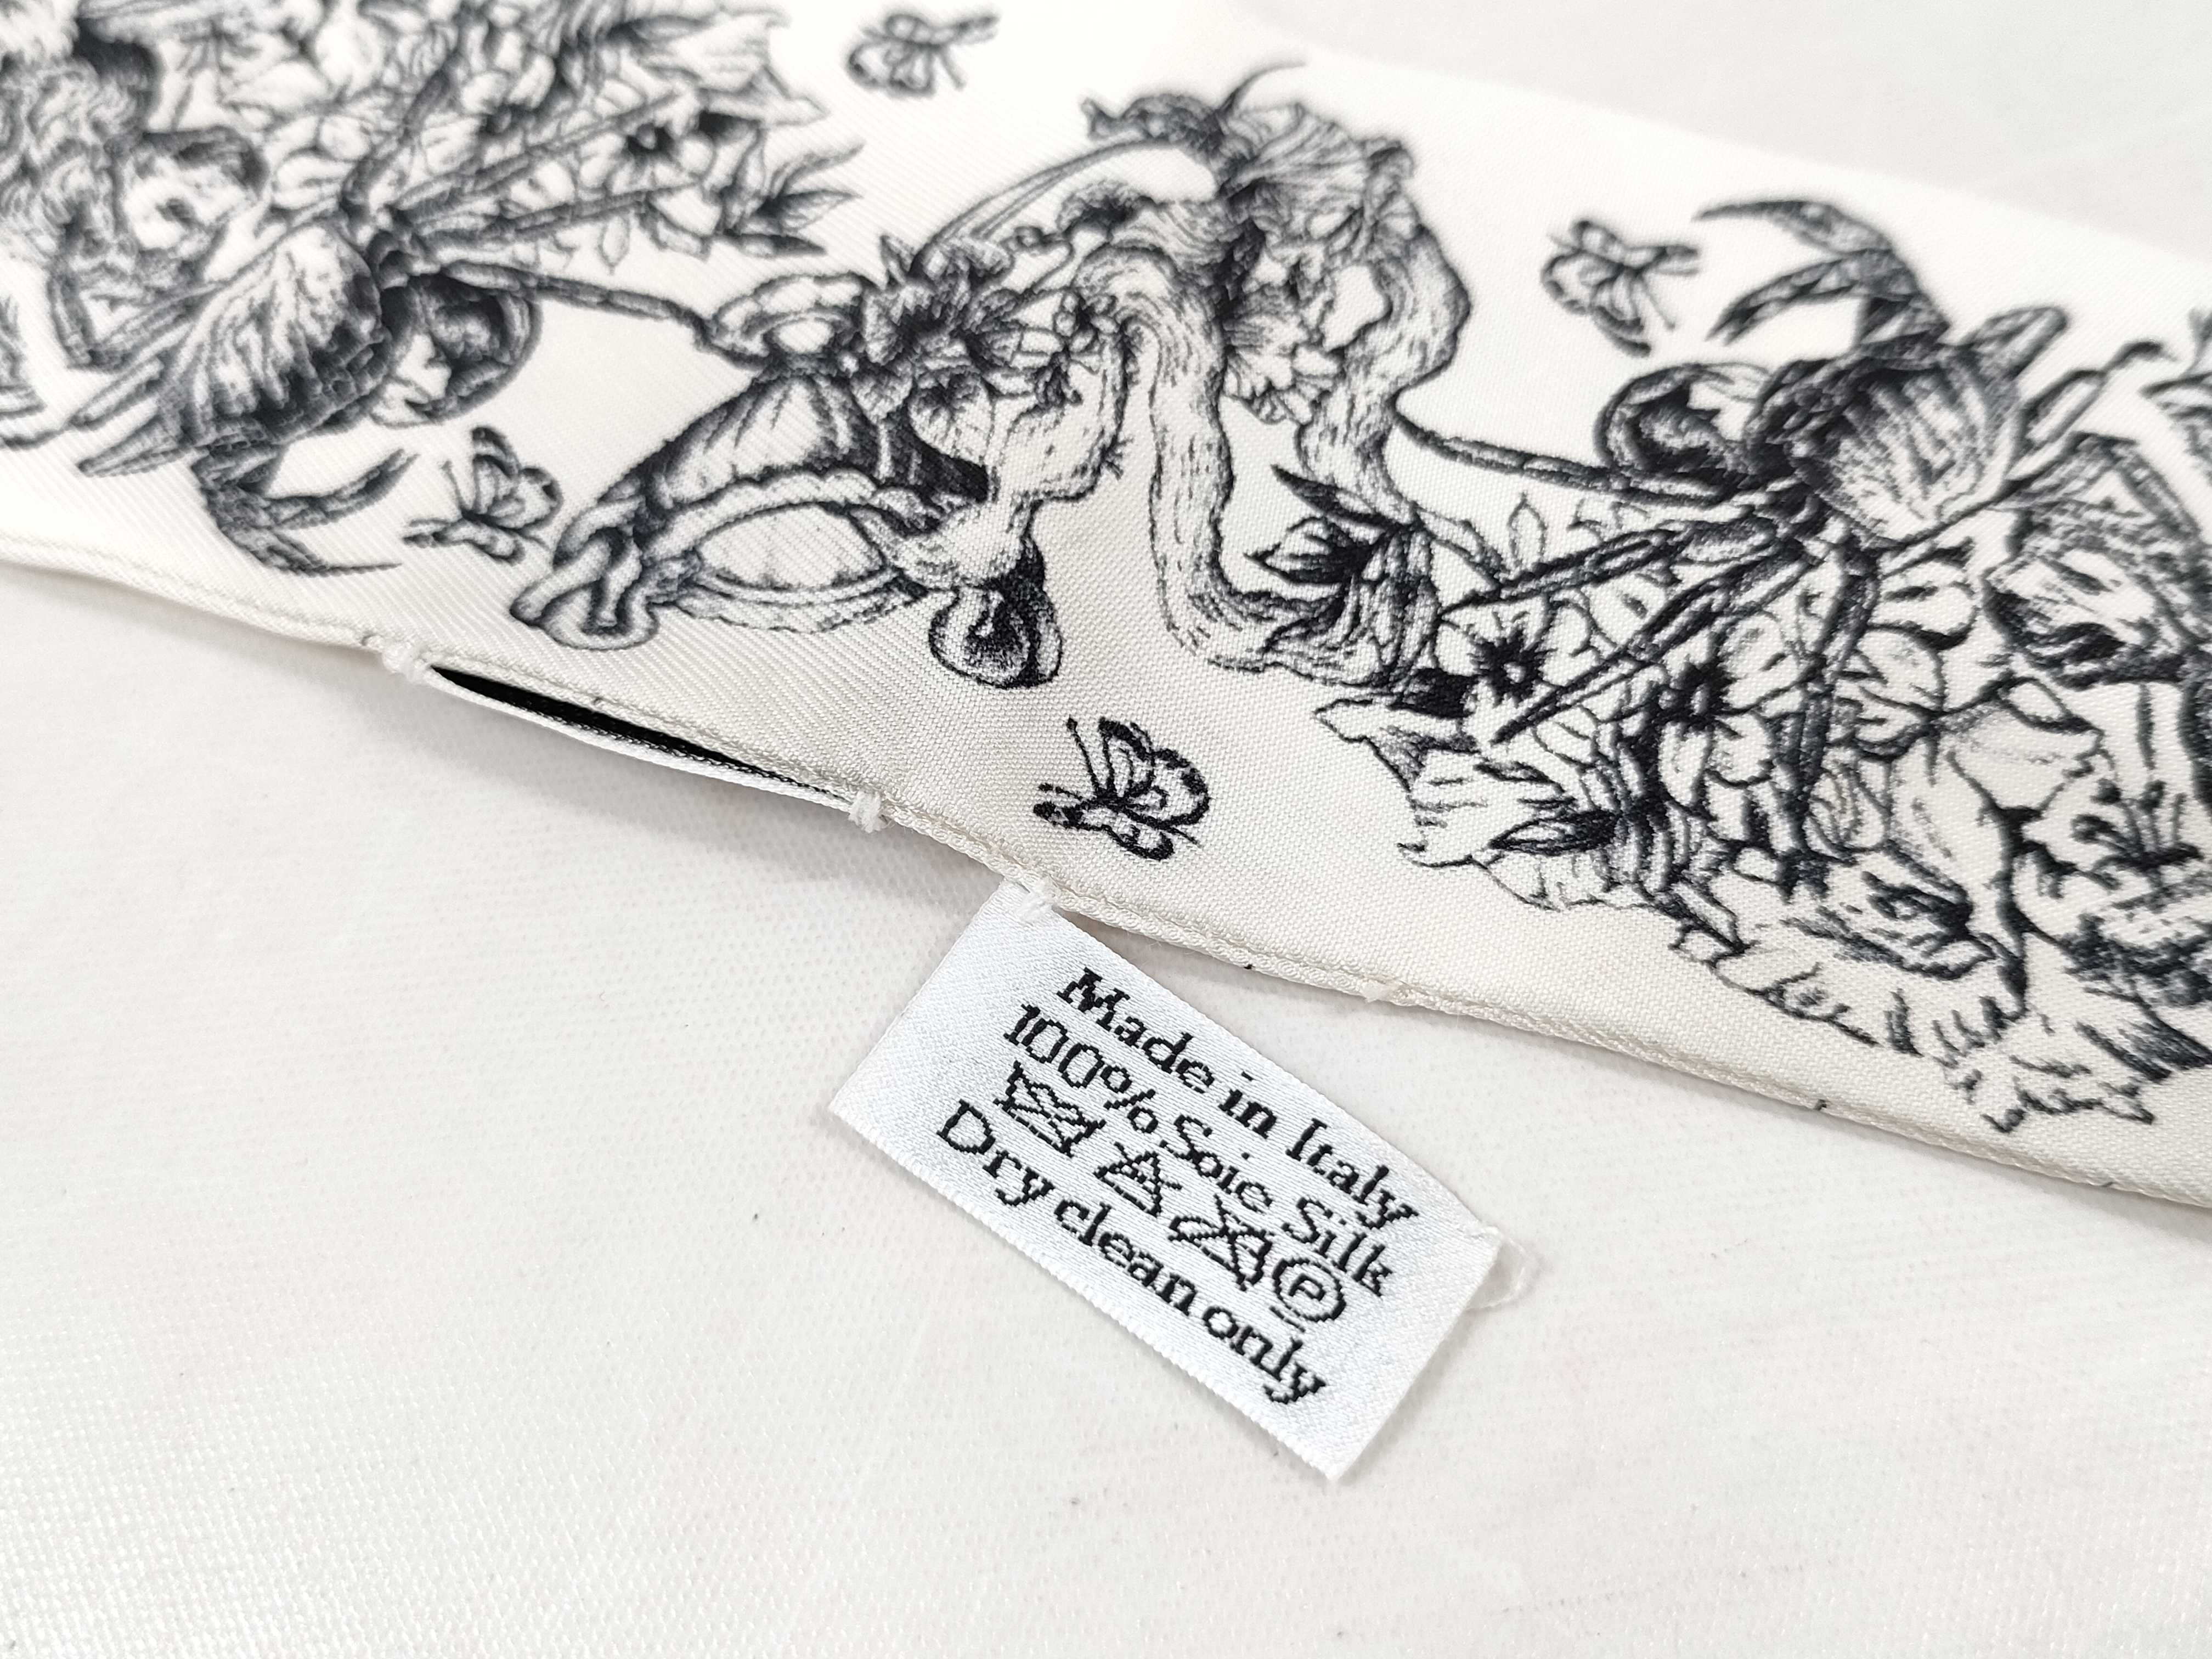 Made in Italy
100% Soie Silk
P
Dry clean only